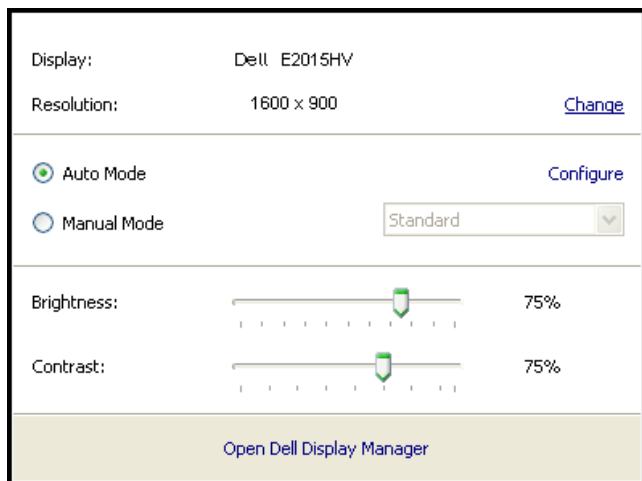 Display: Dell E2015HV
Resolution: 1600 x 900 Change
Auto Mode Configure
Manual Mode Standard
Brightness: 75%
Contrast: 75%
Open Dell Display Manager